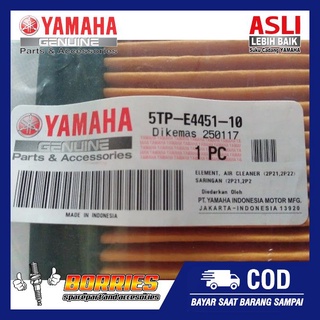 YAMAHA
GENUINE
Parts & Accessories
ASLI
LEBIH BAIK
Suku Cadang YAMAHA
YAMAHA
GENUINE
Parts & Accessories
MADE IN INDONESIA
5TP-E4451-10
Dikemas 250117
1 PC
ELEMENT, AIR CLEANER (2P21,2P22)
SARINGAN (2P21,2P2
Diedarkan Oleh
PT.YAMAHA INDONESIA MOTOR MFG.
JAKARTA-INDONESIA 13920
BORRIES
sparepart and accessories
COD
BAYAR SAAT BARANG SAMPAI